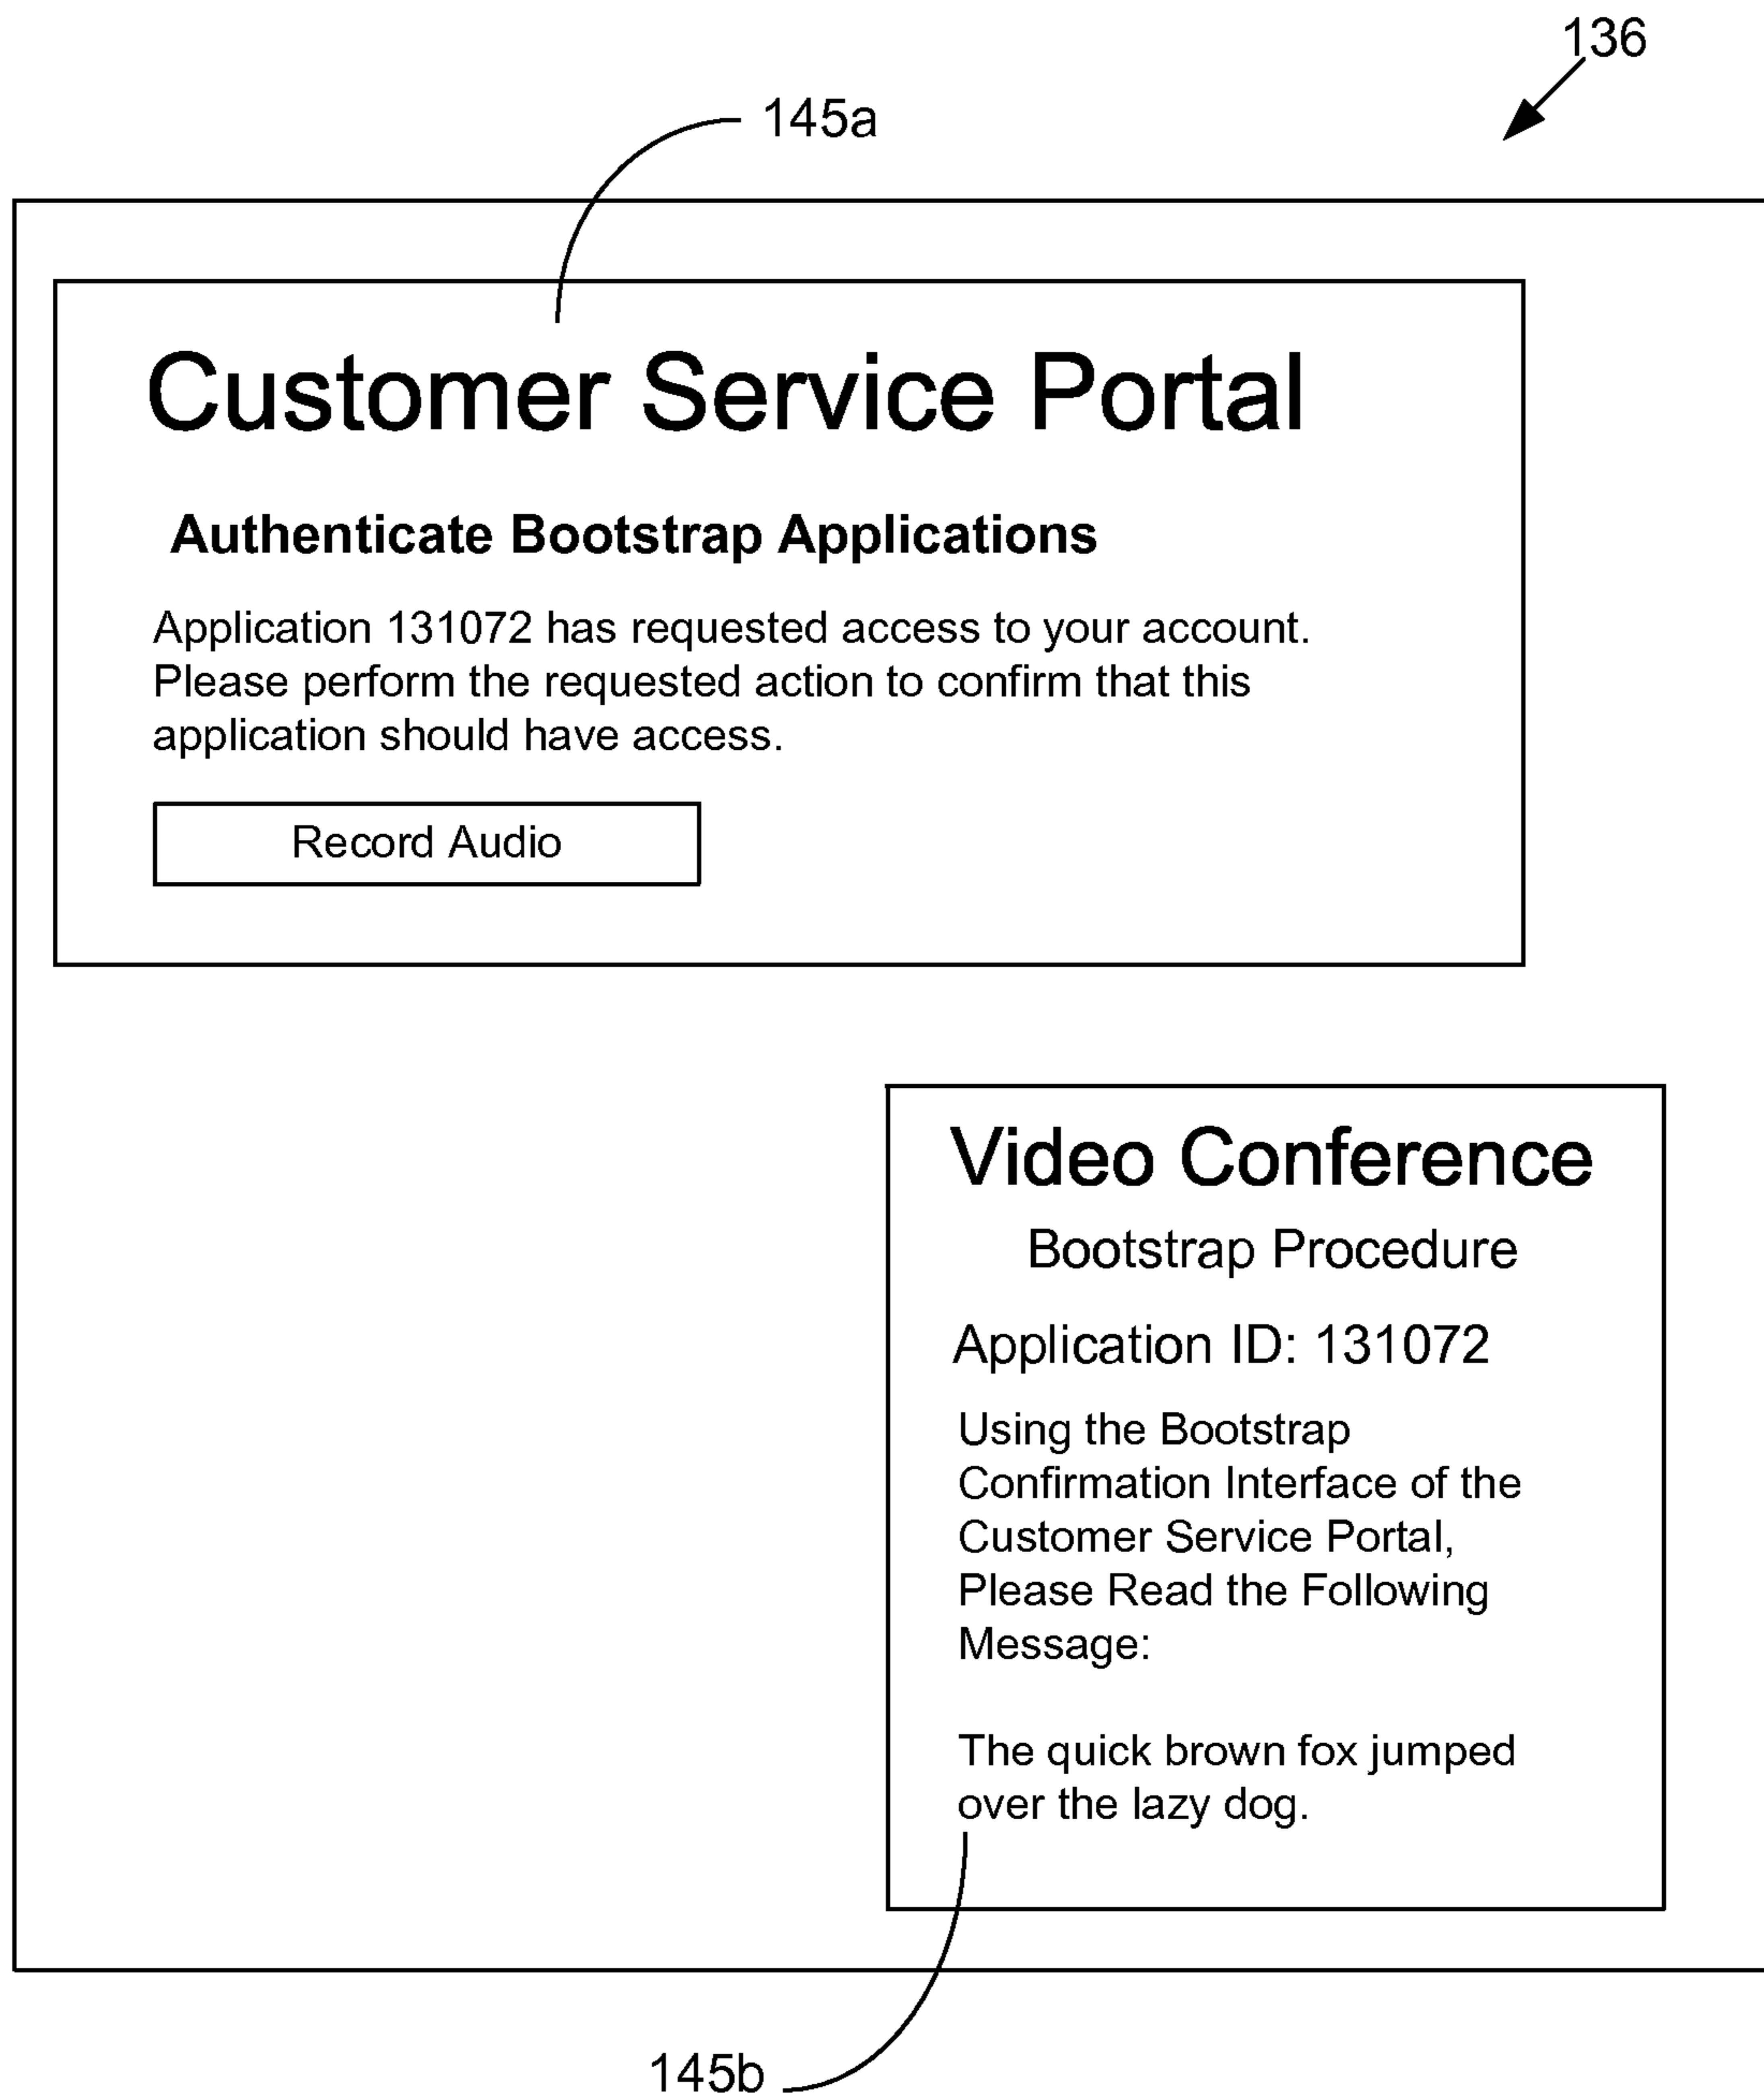 136
145a
Customer Service Portal
Authenticate Bootstrap Applications
Application 131072 has requested access to your account.
Please perform the requested action to confirm that this
application should have access.
Record Audio
Video Conference
Bootstrap Procedure
Application ID: 131072
Using the Bootstrap
Confirmation Interface of the
Customer Service Portal,
Please Read the Following
Message:
The quick brown fox jumped
over the lazy dog.
145b